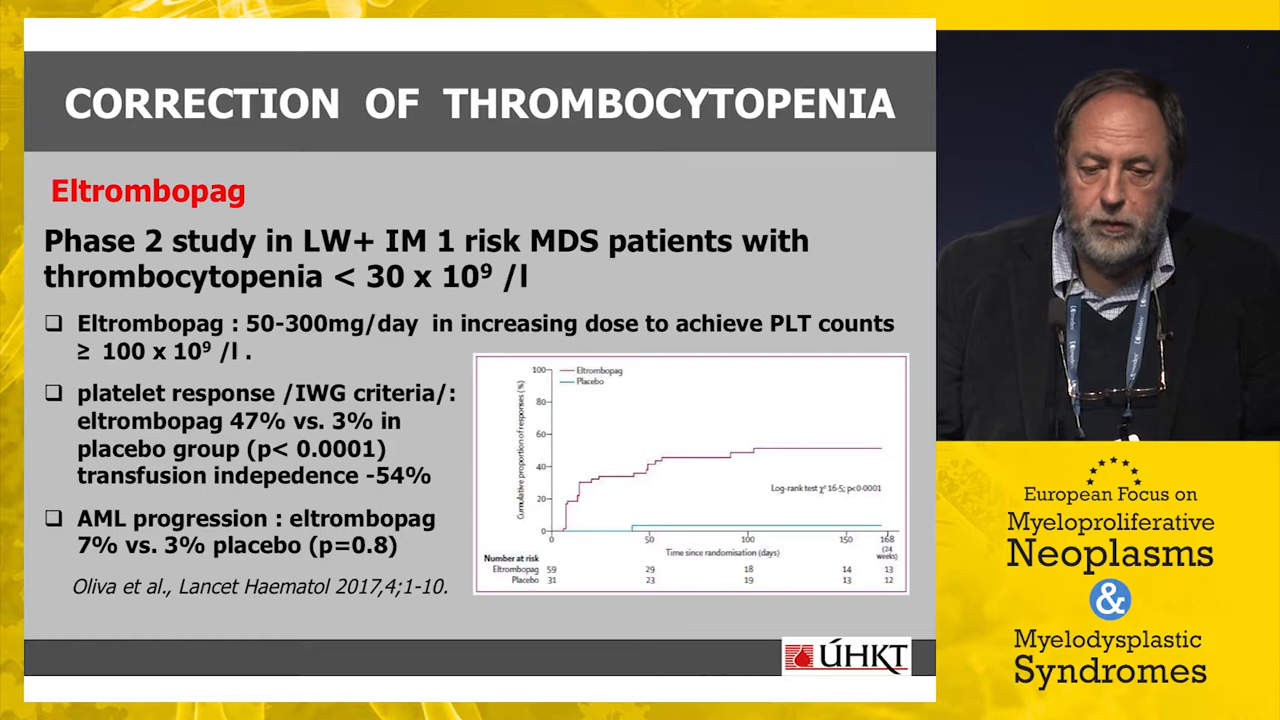 CORRECTION OF THROMBOCYTOPENIA
Eltrombopag
Phase 2 study in LW+ IM 1 risk MDS patients with
thrombocytopenia < 30 x 10⁹ /l
❑ Eltrombopag : 50-300mg/day in increasing dose to achieve PLT counts
≥ 100 x 10⁹ /l .
❑ platelet response /IWG criteria/:
eltrombopag 47% vs. 3% in
placebo group (p< 0.0001)
transfusion indepedence -54%
❑ AML progression : eltrombopag
7% vs. 3% placebo (p=0.8)
Oliva et al., Lancet Haematol 2017,4;1-10.
Cumulative proportion of responses (%)
100
80
60
40
20
0
Eltrombopag
Placebo
Log-rank test χ² 16·5; p<0·0001
0 50 100 150 168
(24
weeks)
Time since randomisation (days)
Number at risk
Eltrombopag 59 29 18 14 13
Placebo 31 23 19 13 12
ÚHKT
European Focus on
Myeloproliferative
Neoplasms
&
Myelodysplastic
Syndromes